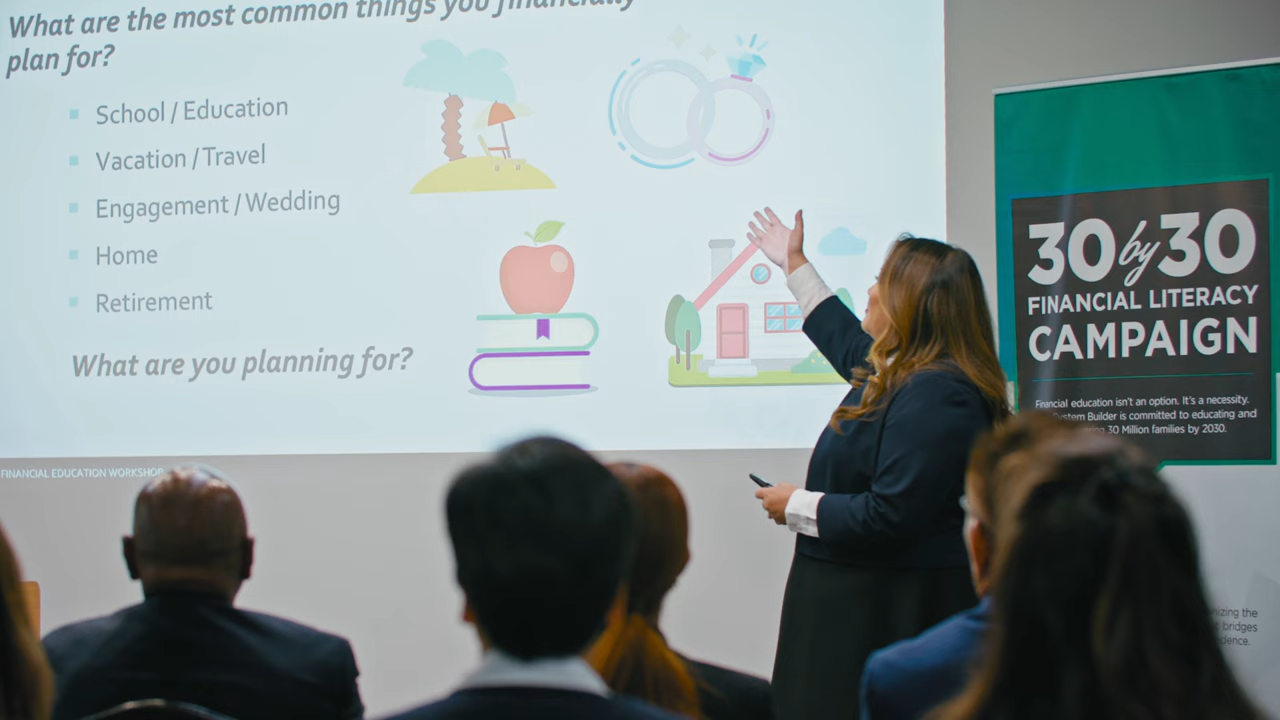 What are the most common things you financially
plan for?
School / Education
Vacation / Travel
Engagement / Wedding
Home
Retirement
What are you planning for?
FINANCIAL EDUCATION WORKSHOP
30 by 30
FINANCIAL LITERACY
CAMPAIGN
Financial education isn't an option. It's a necessity.
System Builder is committed to educating and
30 Million families by 2030.
the
bridges